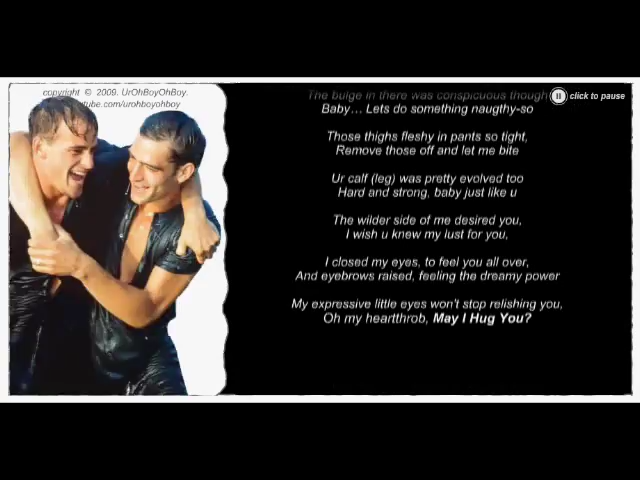 copyright © 2009. UrOhBoyOhBoy.
tube.com/urohboyohboy
The bulge in there was conspicuous though
click to pause
Baby... Lets do something naugthy-so
Those thighs fleshy in pants so tight,
Remove those off and let me bite
Ur calf (leg) was pretty evolved too
Hard and strong, baby just like u
The wilder side of me desired you,
I wish u knew my lust for you,
I closed my eyes, to feel you all over,
And eyebrows raised, feeling the dreamy power
My expressive little eyes won't stop relishing you,
Oh my heartthrob, May I Hug You?